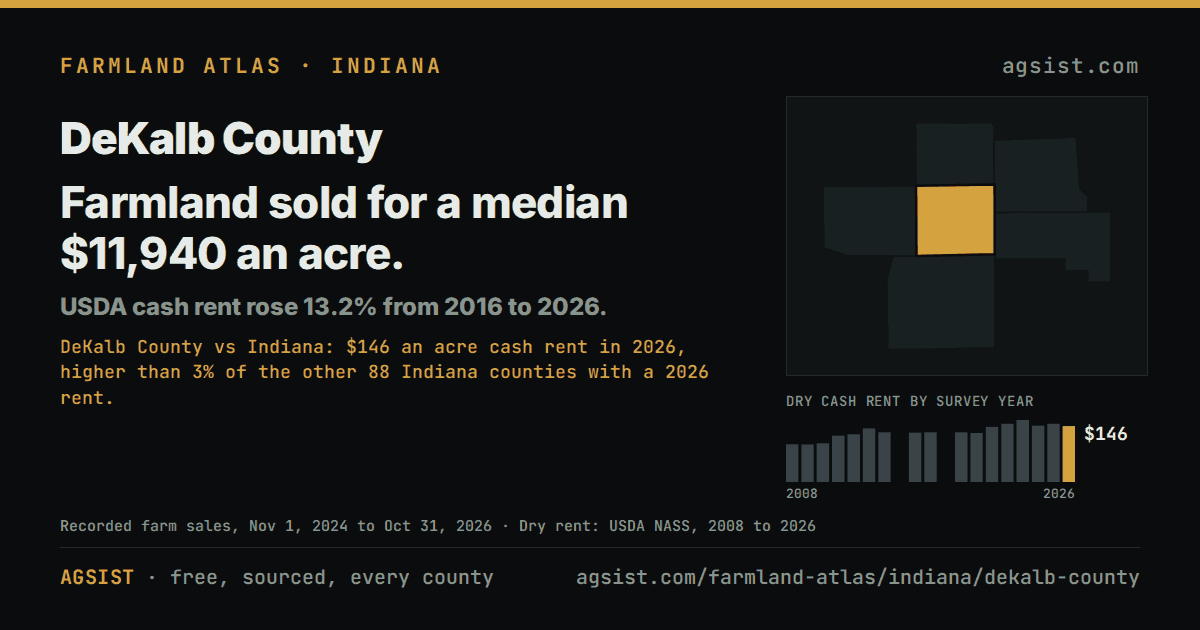 FARMLAND ATLAS · INDIANA
agsist.com
DeKalb County
Farmland sold for a median
$11,940 an acre.
USDA cash rent rose 13.2% from 2016 to 2026.
DeKalb County vs Indiana: $146 an acre cash rent in 2026,
higher than 3% of the other 88 Indiana counties with a 2026
rent.
DRY CASH RENT BY SURVEY YEAR
$146
2008
2026
Recorded farm sales, Nov 1, 2024 to Oct 31, 2026 · Dry rent: USDA NASS, 2008 to 2026
AGSIST · free, sourced, every county
agsist.com/farmland-atlas/indiana/dekalb-county